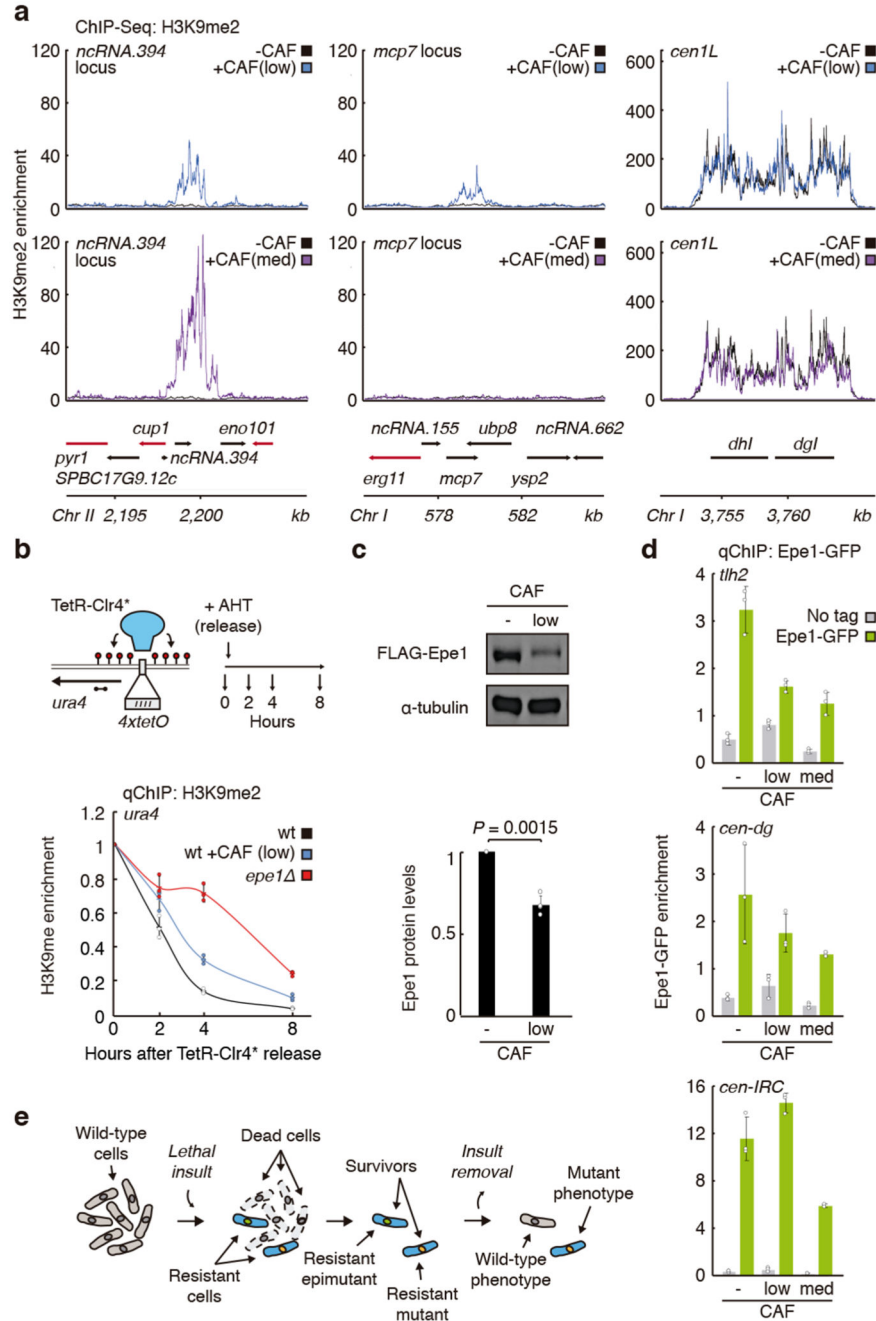 a
ChIP-Seq: H3K9me2
H3K9me2 enrichment
120
80
40
0
ncRNA.394
locus
-CAF
+CAF(low)
120
80
40
0
mcp7 locus
-CAF
+CAF(low)
600
400
200
0
cen1L
-CAF
+CAF(low)
120
80
40
0
ncRNA.394
locus
-CAF
+CAF(med)
120
80
40
0
mcp7 locus
-CAF
+CAF(med)
600
400
200
0
cen1L
-CAF
+CAF(med)
cup1 eno101
pyr1 ncRNA.394
SPBC17G9.12c
Chr II 2,195 2,200 kb
ncRNA.155 ubp8 ncRNA.662
erg11 mcp7 ysp2
Chr I 578 582 kb
dhI dgI
Chr I 3,755 3,760 kb
b
TetR-Clr4*
+ AHT
(release)
ura4
4xtetO
0 2 4 8
Hours
qChIP: H3K9me2
ura4
wt
wt +CAF (low)
epe1Δ
H3K9me enrichment
1.2
1
0.8
0.6
0.4
0.2
0
0 2 4 8
Hours after TetR-Clr4* release
c
CAF
- low
FLAG-Epe1
α-tubulin
P = 0.0015
Epe1 protein levels
1
0.5
0
- low
CAF
d
qChIP: Epe1-GFP
tlh2
No tag
Epe1-GFP
4
3
2
1
0
- low med
CAF
Epe1-GFP enrichment
cen-dg
4
3
2
1
0
- low med
CAF
cen-IRC
16
12
8
4
0
- low med
CAF
e
Wild-type
cells
Lethal
insult
Dead cells
Resistant
cells
Survivors
Resistant
epimutant
Resistant
mutant
Insult
removal
Wild-type
phenotype
Mutant
phenotype